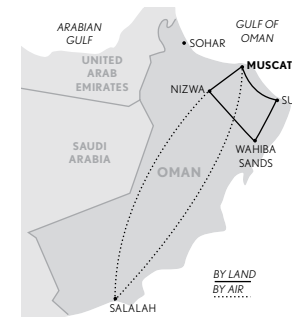 ARABIAN
GULF
GULF OF
OMAN
SOHAR
UNITED
ARAB
EMIRATES
MUSCAT
NIZWA
SU
WAHIBA
SANDS
SAUDI
ARABIA
OMAN
BY LAND
BY AIR
SALALAH